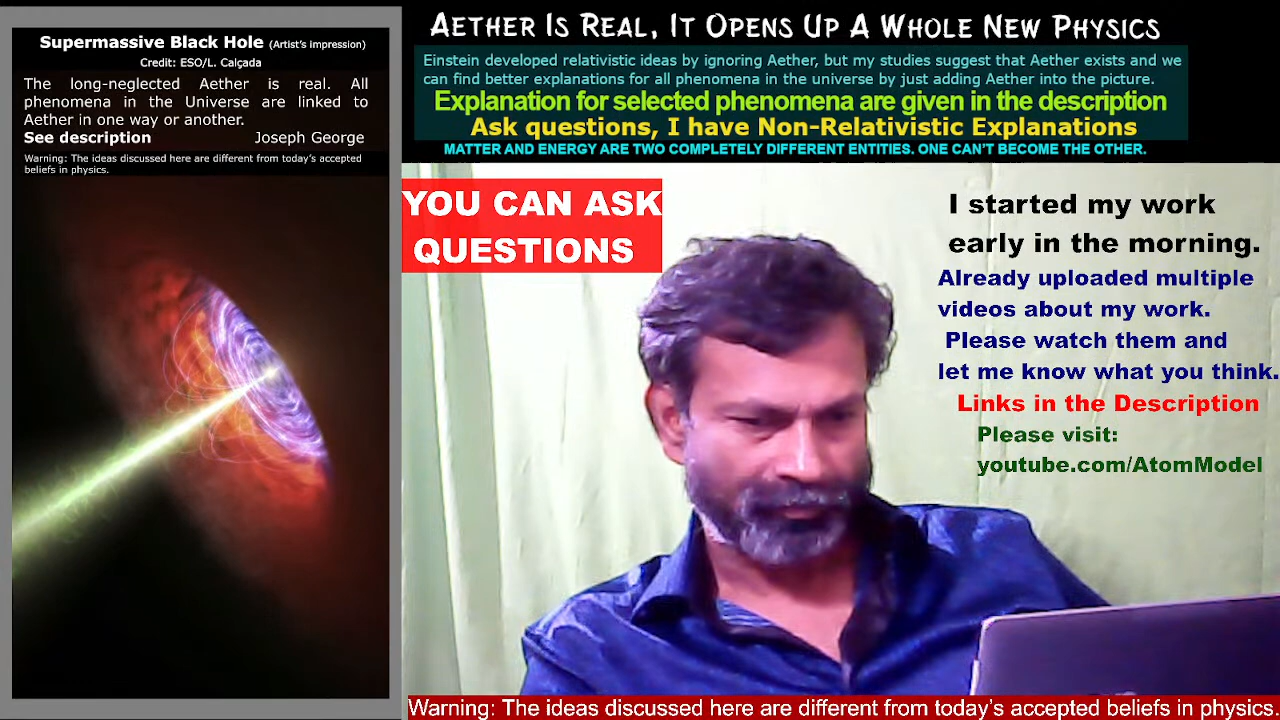 Supermassive Black Hole (Artist's impression)
Credit: ESO/L. Calçada
The long-neglected Aether is real. All
phenomena in the Universe are linked to
Aether in one way or another.
See description Joseph George
Warning: The ideas discussed here are different from today's accepted
beliefs in physics.
AETHER IS REAL, IT OPENS UP A WHOLE NEW PHYSICS
Einstein developed relativistic ideas by ignoring Aether, but my studies suggest that Aether exists and we
can find better explanations for all phenomena in the universe by just adding Aether into the picture.
Explanation for selected phenomena are given in the description
Ask questions, I have Non-Relativistic Explanations
MATTER AND ENERGY ARE TWO COMPLETELY DIFFERENT ENTITIES. ONE CAN'T BECOME THE OTHER.
YOU CAN ASK
QUESTIONS
I started my work
early in the morning.
Already uploaded multiple
videos about my work.
Please watch them and
let me know what you think.
Links in the Description
Please visit:
youtube.com/AtomModel
Warning: The ideas discussed here are different from today's accepted beliefs in physics.